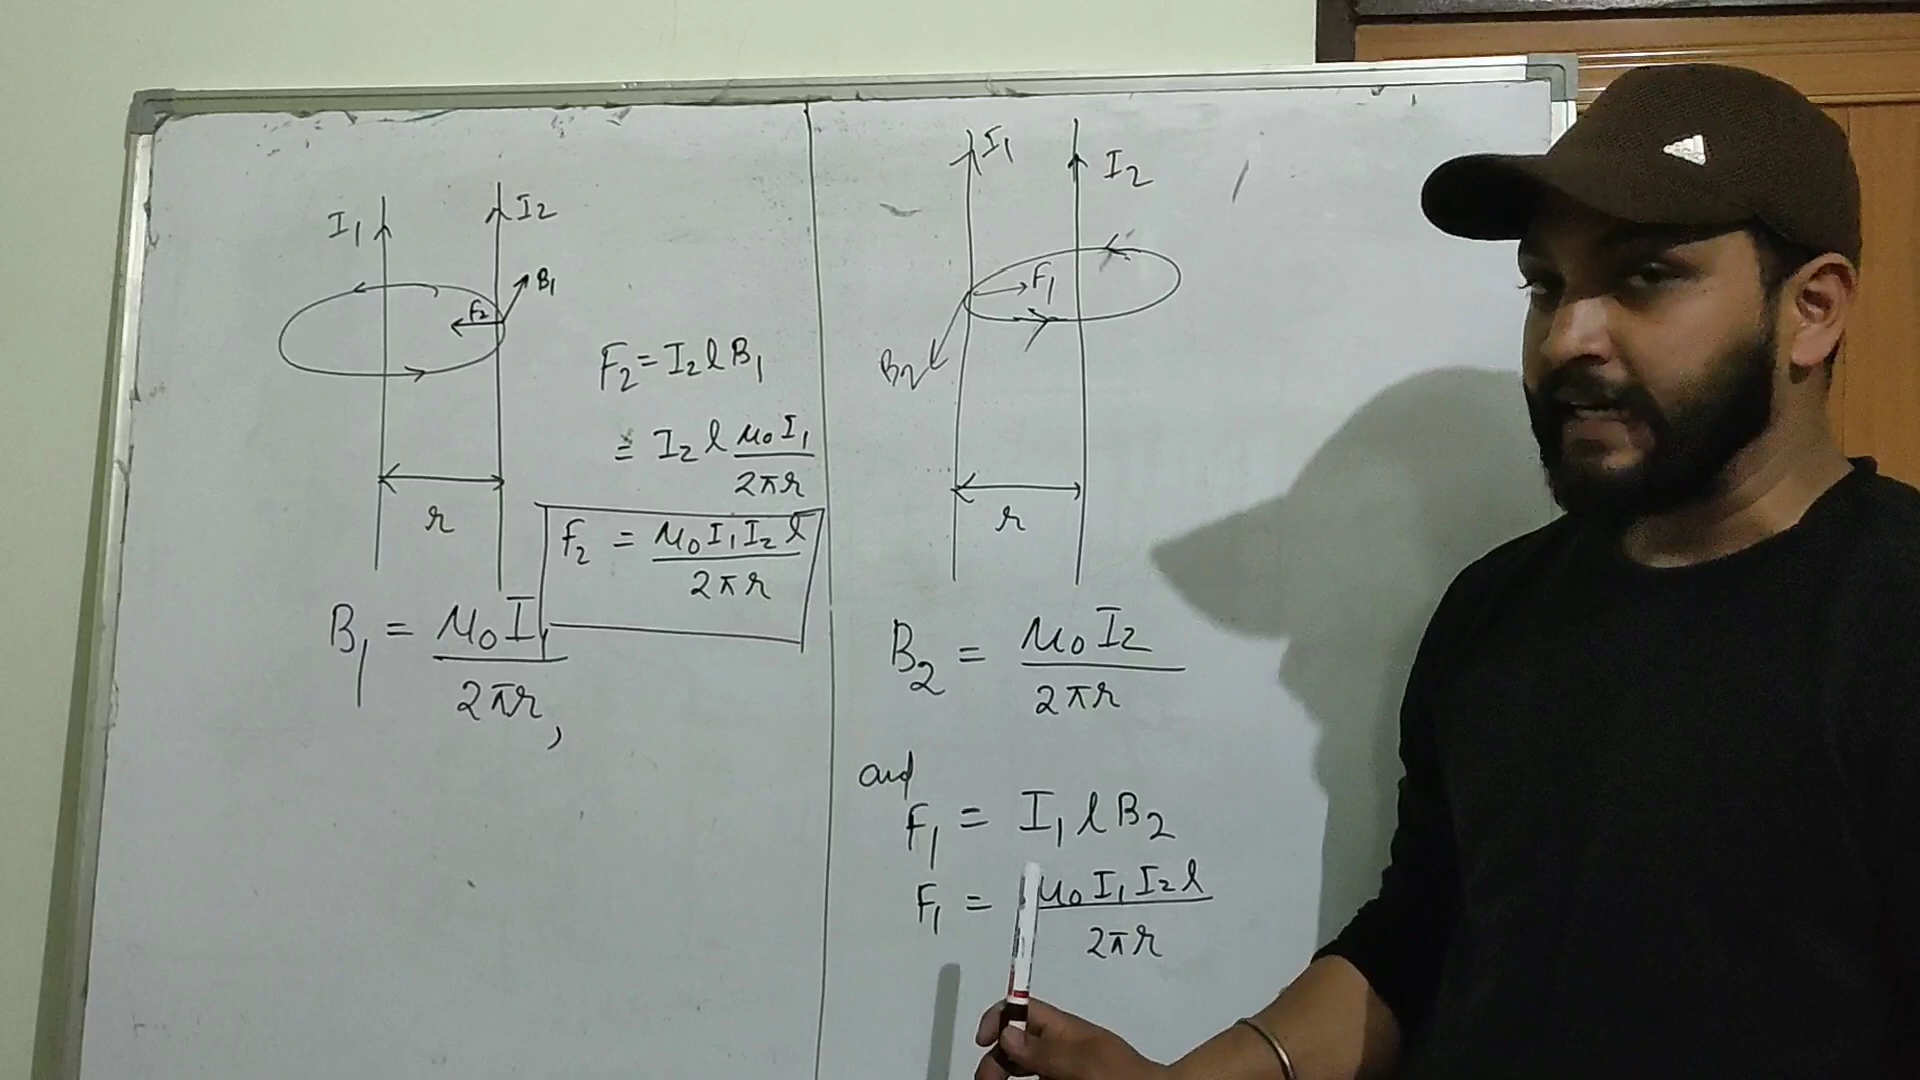 I₁
I₂
B₁
F₂
F₂ = I₂ l B₁
= I₂ l μ₀ I₁ / 2πr
r
F₂ = μ₀ I₁ I₂ l / 2πr
B₁ = μ₀ I₁ / 2πr,
I₁
I₂
F₁
B₂
r
B₂ = μ₀ I₂ / 2πr
and
F₁ = I₁ l B₂
F₁ = μ₀ I₁ I₂ l / 2πr